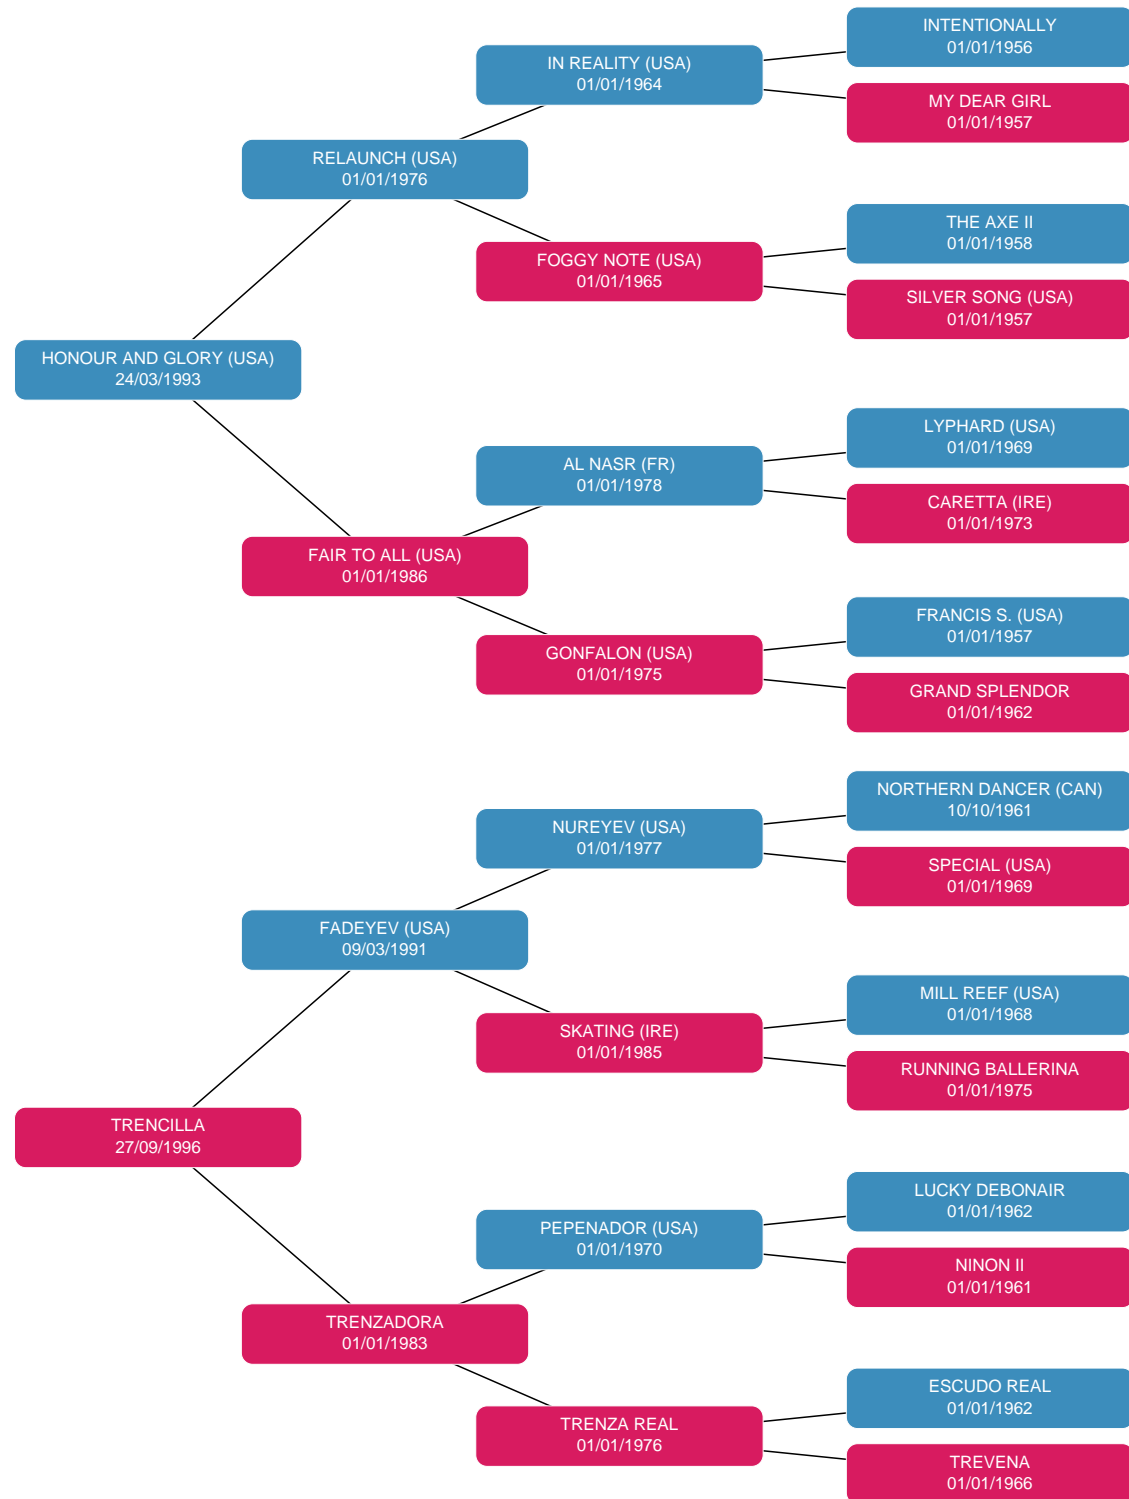 INTENTIONALLY
01/01/1956
IN REALITY (USA)
01/01/1964
MY DEAR GIRL
01/01/1957
RELAUNCH (USA)
01/01/1976
THE AXE II
01/01/1958
FOGGY NOTE (USA)
01/01/1965
SILVER SONG (USA)
01/01/1957
HONOUR AND GLORY (USA)
24/03/1993
LYPHARD (USA)
01/01/1969
AL NASR (FR)
01/01/1978
CARETTA (IRE)
01/01/1973
FAIR TO ALL (USA)
01/01/1986
FRANCIS S. (USA)
01/01/1957
GONFALON (USA)
01/01/1975
GRAND SPLENDOR
01/01/1962
NORTHERN DANCER (CAN)
10/10/1961
NUREYEV (USA)
01/01/1977
SPECIAL (USA)
01/01/1969
FADEYEV (USA)
09/03/1991
MILL REEF (USA)
01/01/1968
SKATING (IRE)
01/01/1985
RUNNING BALLERINA
01/01/1975
TRENCILLA
27/09/1996
LUCKY DEBONAIR
01/01/1962
PEPENADOR (USA)
01/01/1970
NINON II
01/01/1961
TRENZADORA
01/01/1983
ESCUDO REAL
01/01/1962
TRENZA REAL
01/01/1976
TREVENA
01/01/1966